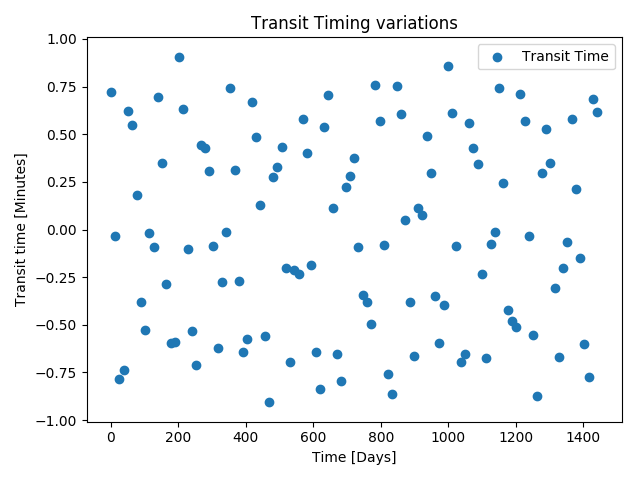 Transit Timing variations
Transit Time
Transit time [Minutes]
1.00
0.75
0.50
0.25
0.00
−0.25
−0.50
−0.75
−1.00
0 200 400 600 800 1000 1200 1400
Time [Days]